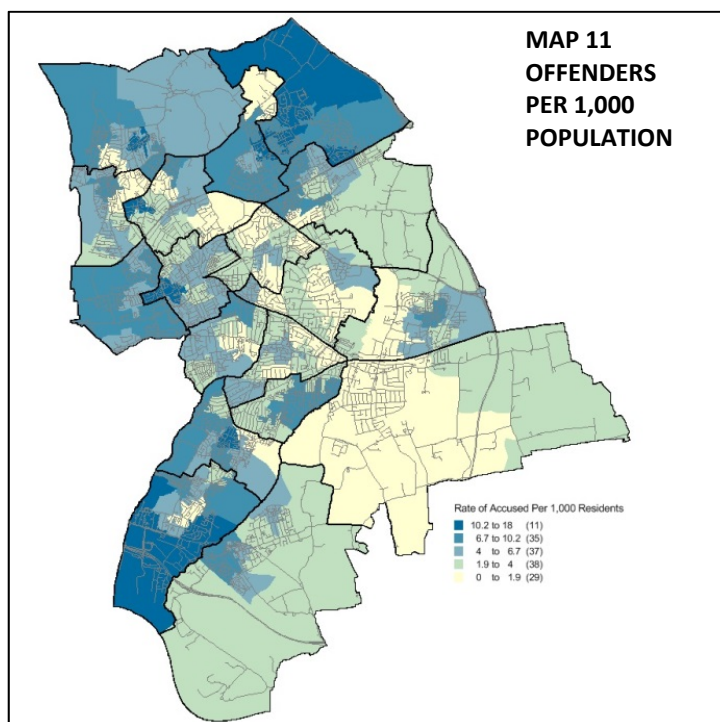 MAP 11
OFFENDERS
PER 1,000
POPULATION
Rate of Accused Per 1,000 Residents
10.2 to 18 (11)
6.7 to 10.2 (35)
4 to 6.7 (37)
1.9 to 4 (38)
0 to 1.9 (29)